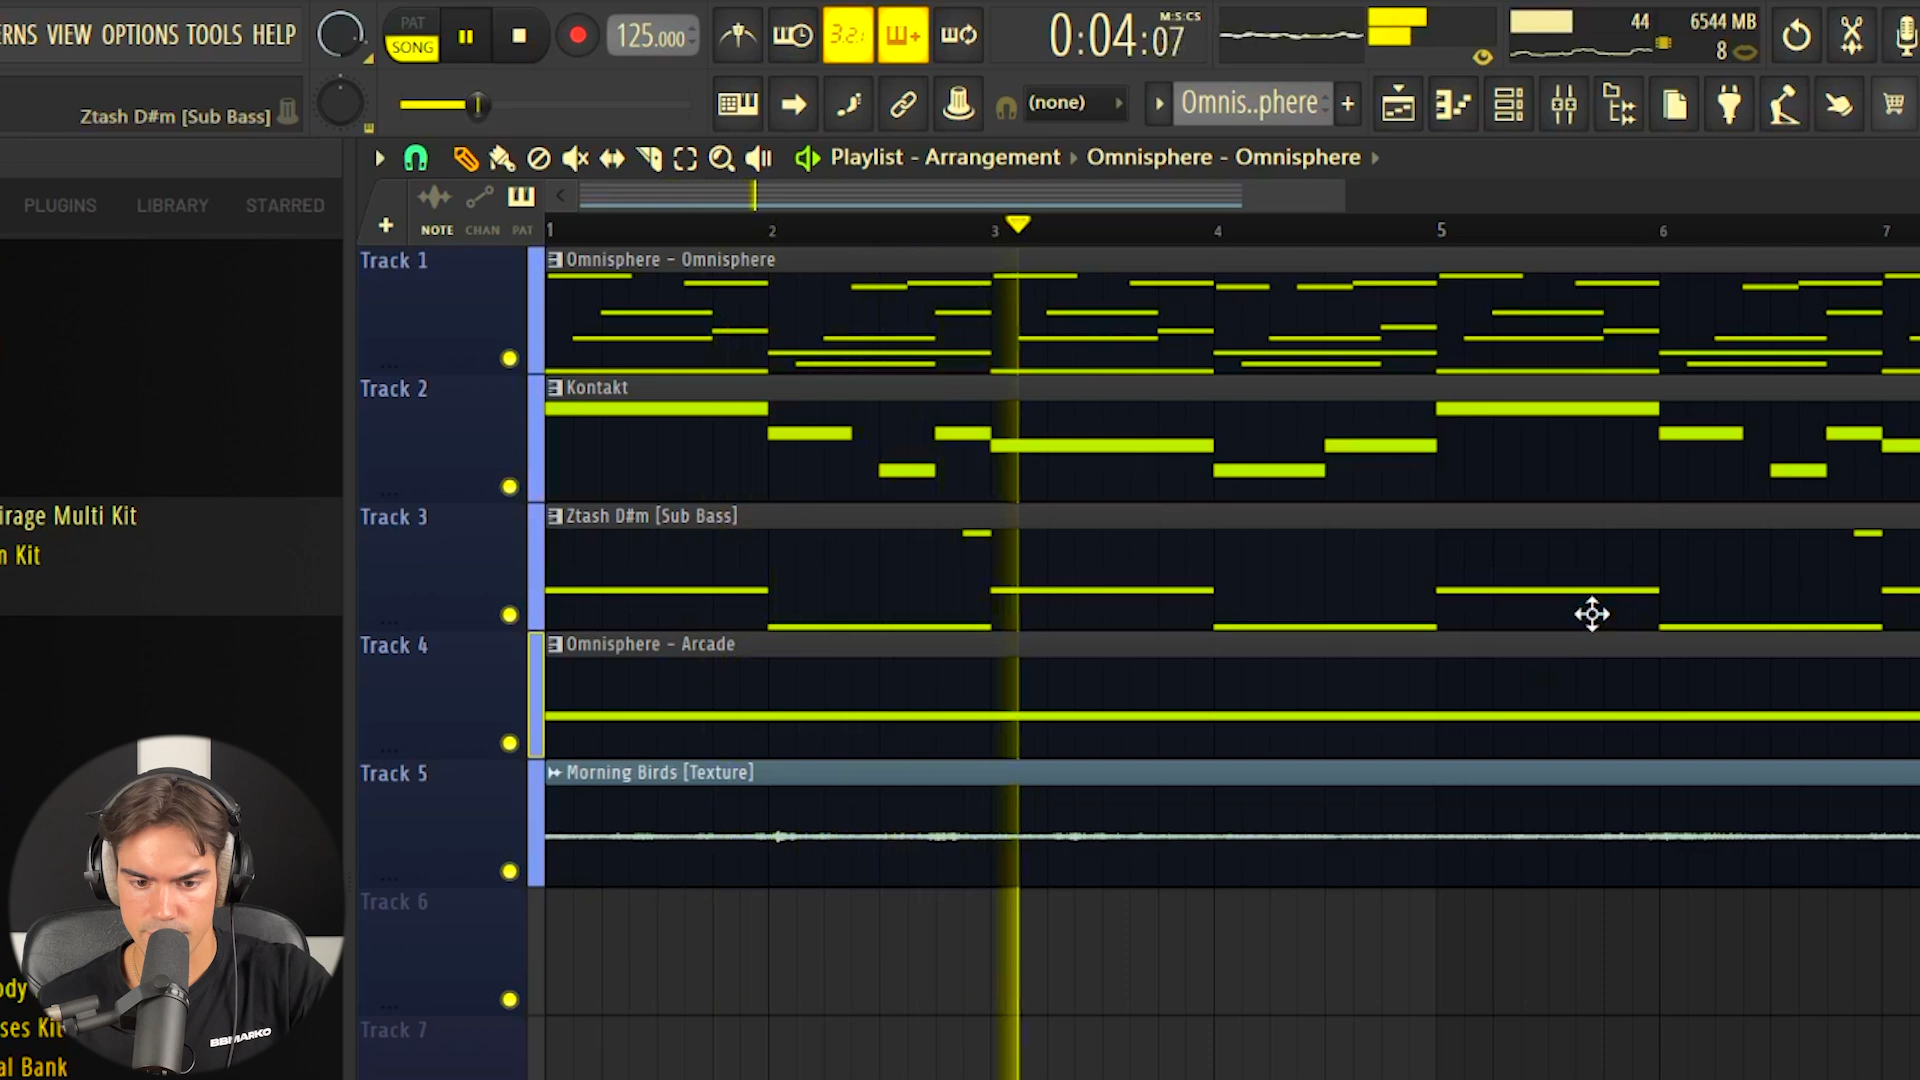 RNS VIEW OPTIONS TOOLS HELP
PAT
SONG
125.000
3.2.
0:04:07
M:S:CS
44
6544 MB
8
Ztash D#m [Sub Bass]
(none)
Omnis..phere
Playlist - Arrangement
Omnisphere - Omnisphere
PLUGINS LIBRARY STARRED
NOTE CHAN PAT
1 2 3 4 5 6 7
Track 1
Omnisphere - Omnisphere
Track 2
Kontakt
Track 3
Ztash D#m [Sub Bass]
Track 4
Omnisphere - Arcade
Track 5
Morning Birds [Texture]
Track 6
Track 7
irage Multi Kit
n Kit
ody
ses Kit
al Bank
BBMARKO